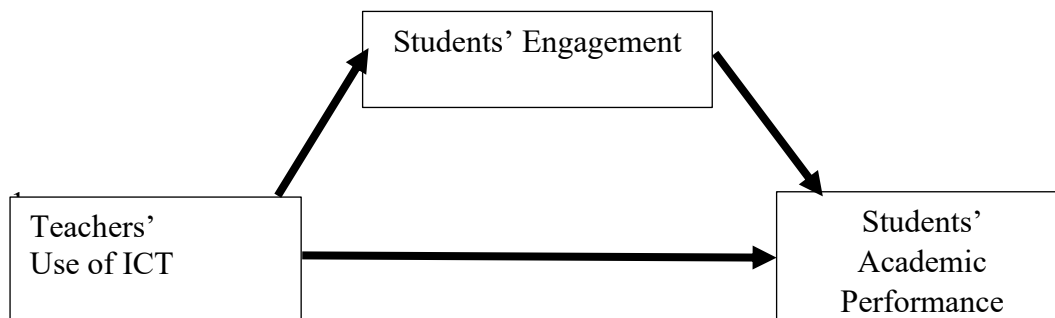 Students’ Engagement
Teachers’
Use of ICT
Students’
Academic
Performance